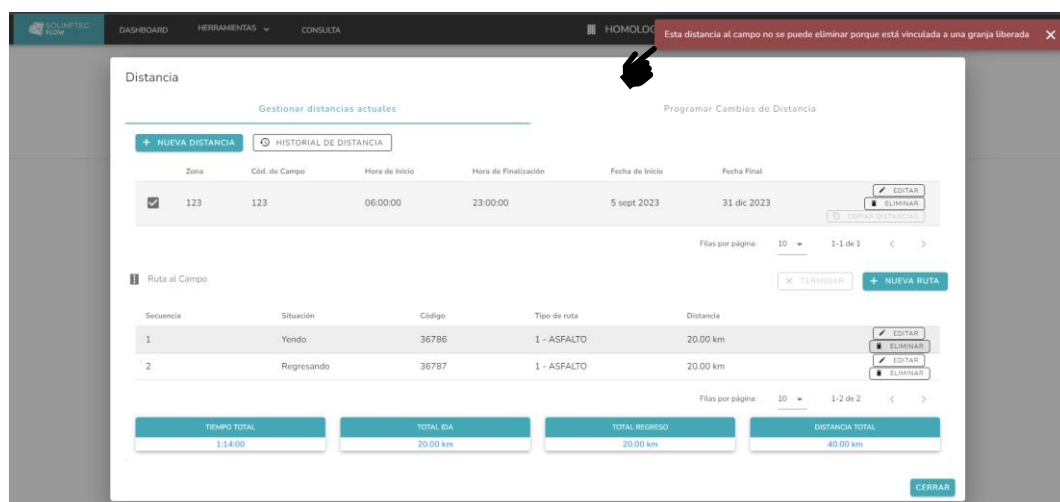 SOLINFTEC
FLOW
DASHBOARD HERRAMIENTAS CONSULTA HOMOLOG
Esta distancia al campo no se puede eliminar porque está vinculada a una granja liberada
Distancia
Gestionar distancias actuales Programar Cambios de Distancia
+ NUEVA DISTANCIA HISTORIAL DE DISTANCIA
Zona Cód. de Campo Hora de Inicio Hora de Finalización Fecha de Inicio Fecha Final
EDITAR
123 123 06:00:00 23:00:00 5 sept 2023 31 dic 2023 ELIMINAR
COPIAR DISTANCIAS
Filas por página: 10 1-1 de 1
Ruta al Campo TERMINAR + NUEVA RUTA
Secuencia Situación Código Tipo de ruta Distancia
1 Yendo 36786 1 - ASFALTO 20.00 km EDITAR
ELIMINAR
2 Regresando 36787 1 - ASFALTO 20.00 km EDITAR
ELIMINAR
Filas por página: 10 1-2 de 2
TIEMPO TOTAL TOTAL IDA TOTAL REGRESO DISTANCIA TOTAL
1:14:00 20.00 km 20.00 km 40.00 km
CERRAR